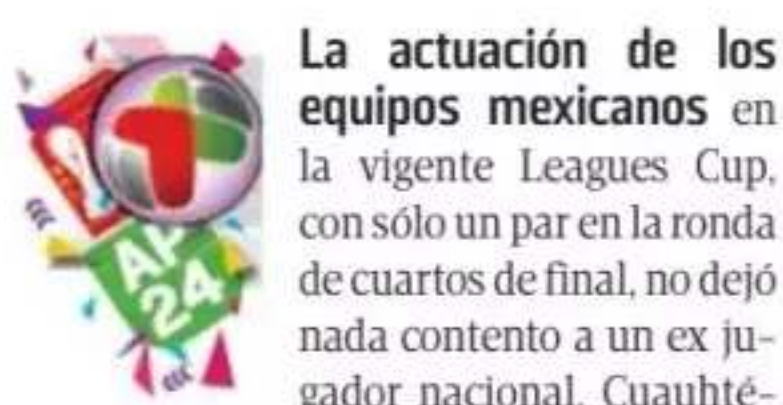 AP
24
La actuación de los
equipos mexicanos en
la vigente Leagues Cup,
con sólo un par en la ronda
de cuartos de final, no dejó
nada contento a un ex ju-
gador nacional. Cuauhté-